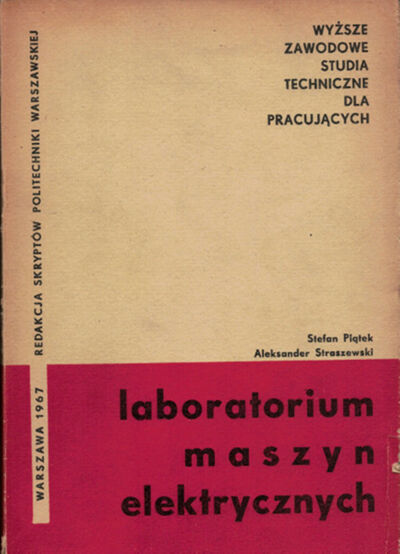 WYŻSZE
ZAWODOWE
STUDIA
TECHNICZNE
DLA
PRACUJĄCYCH
Stefan Piątek
Aleksander Straszewski
laboratorium
maszyn
elektrycznych
WARSZAWA 1967 REDAKCJA SKRYPTÓW POLITECHNIKI WARSZAWSKIEJ